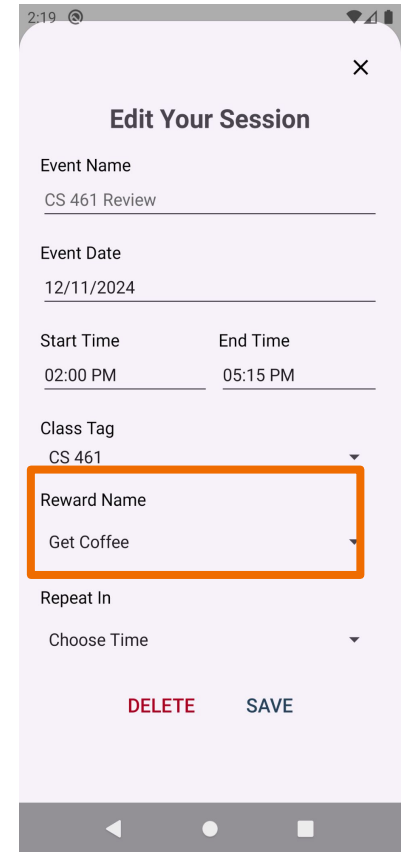 2:19
Edit Your Session
Event Name
CS 461 Review
Event Date
12/11/2024
Start Time End Time
02:00 PM 05:15 PM
Class Tag
CS 461
Reward Name
Get Coffee
Repeat In
Choose Time
DELETE SAVE